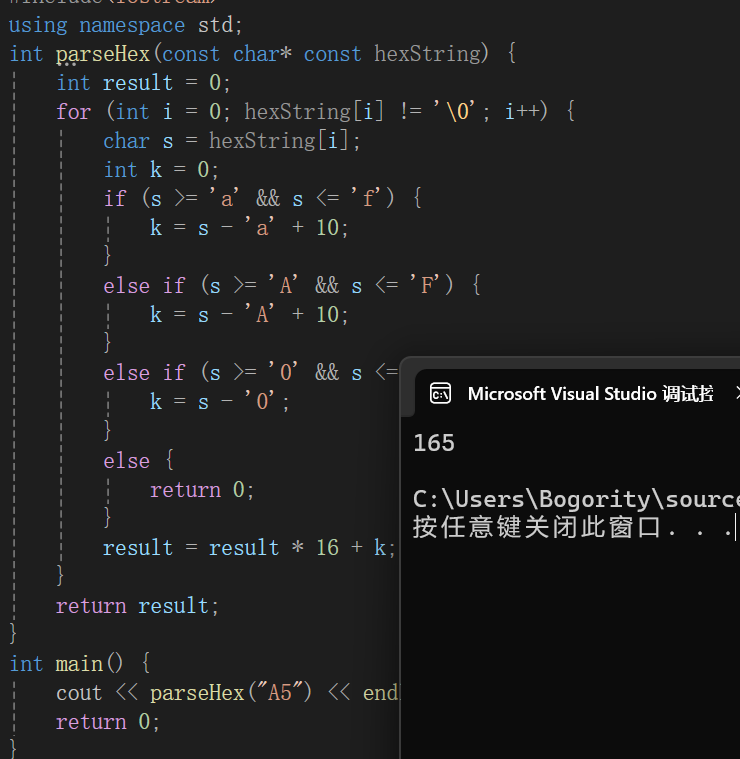 using namespace std;
int parseHex(const char* const hexString) {
int result = 0;
for (int i = 0; hexString[i] != '\0'; i++) {
char s = hexString[i];
int k = 0;
if (s >= 'a' && s <= 'f') {
k = s - 'a' + 10;
}
else if (s >= 'A' && s <= 'F') {
k = s - 'A' + 10;
}
else if (s >= '0' && s <=
k = s - '0';
}
else {
return 0;
}
result = result * 16 + k;
}
return result;
}
int main() {
cout << parseHex("A5") << end
return 0;
}
Microsoft Visual Studio 调试控
165
C:\Users\Bogority\source
按任意键关闭此窗口. . .